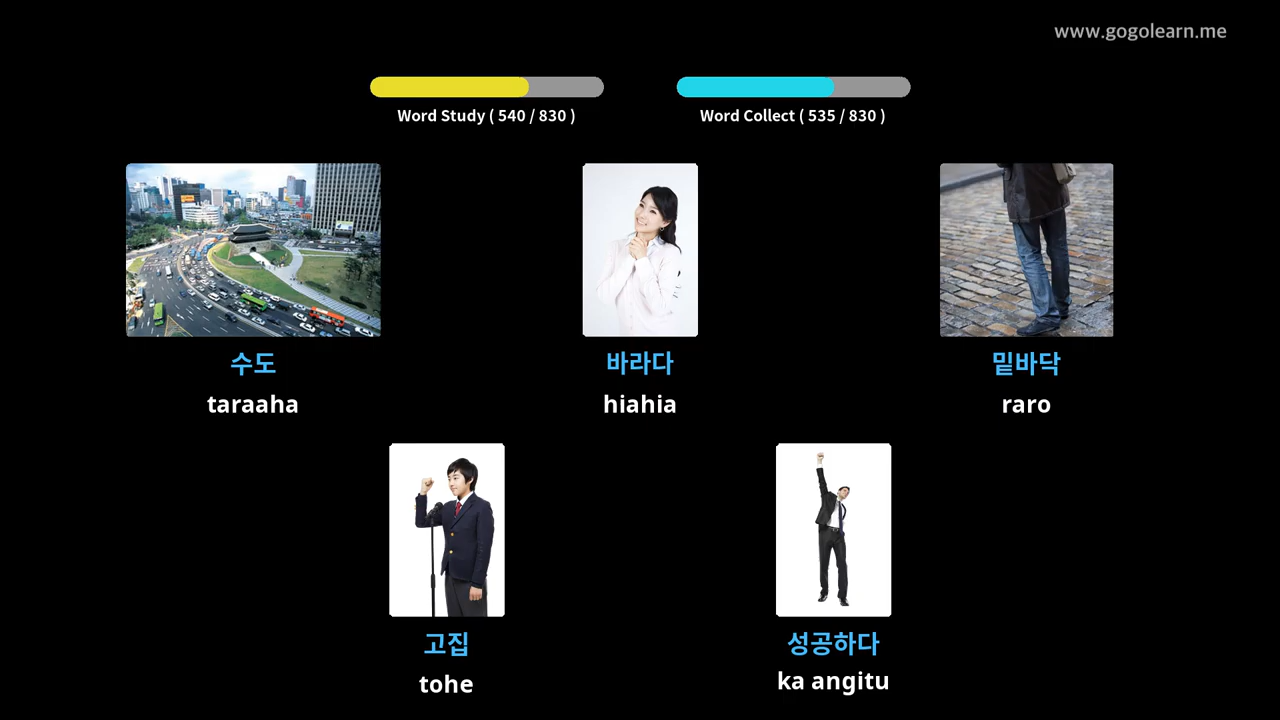 www.gogolearn.me
Word Study ( 540 / 830 )
Word Collect ( 535 / 830 )
수도
taraaha
바라다
hiahia
밑바닥
raro
고집
tohe
성공하다
ka angitu